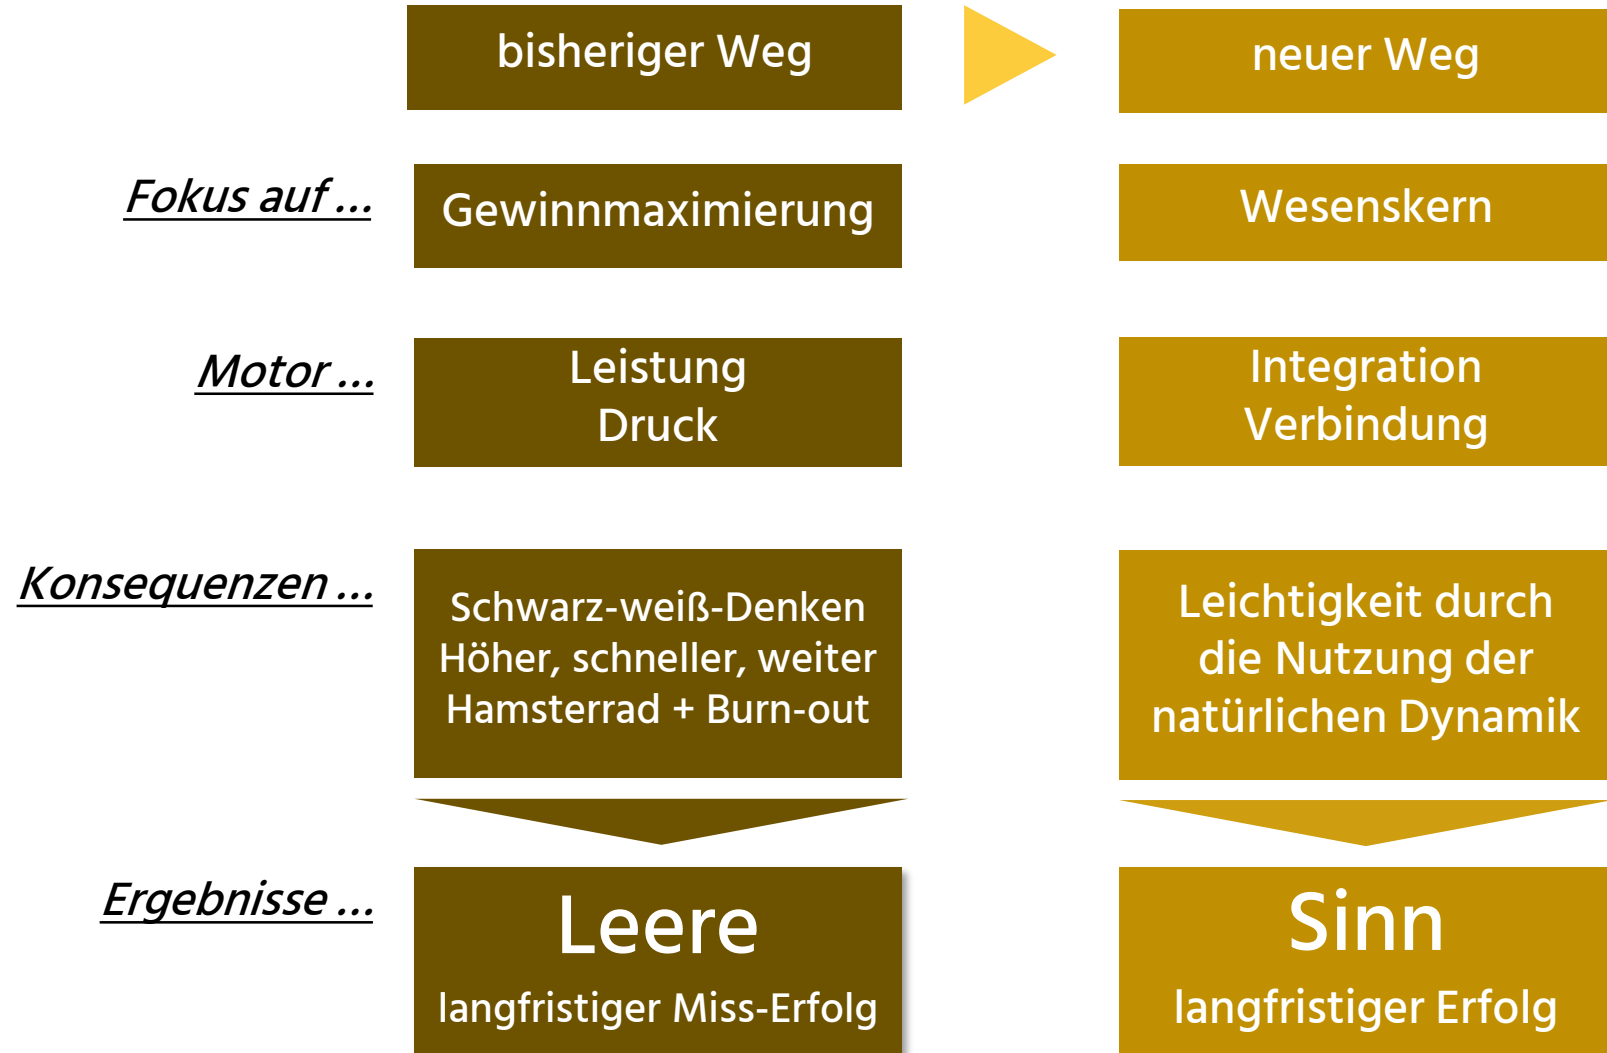 bisheriger Weg
neuer Weg
Fokus auf ...
Gewinnmaximierung
Wesenskern
Motor ...
Leistung
Druck
Integration
Verbindung
Konsequenzen ...
Schwarz-weiß-Denken
Höher, schneller, weiter
Hamsterrad + Burn-out
Leichtigkeit durch
die Nutzung der
natürlichen Dynamik
Ergebnisse ...
Leere
langfristiger Miss-Erfolg
Sinn
langfristiger Erfolg